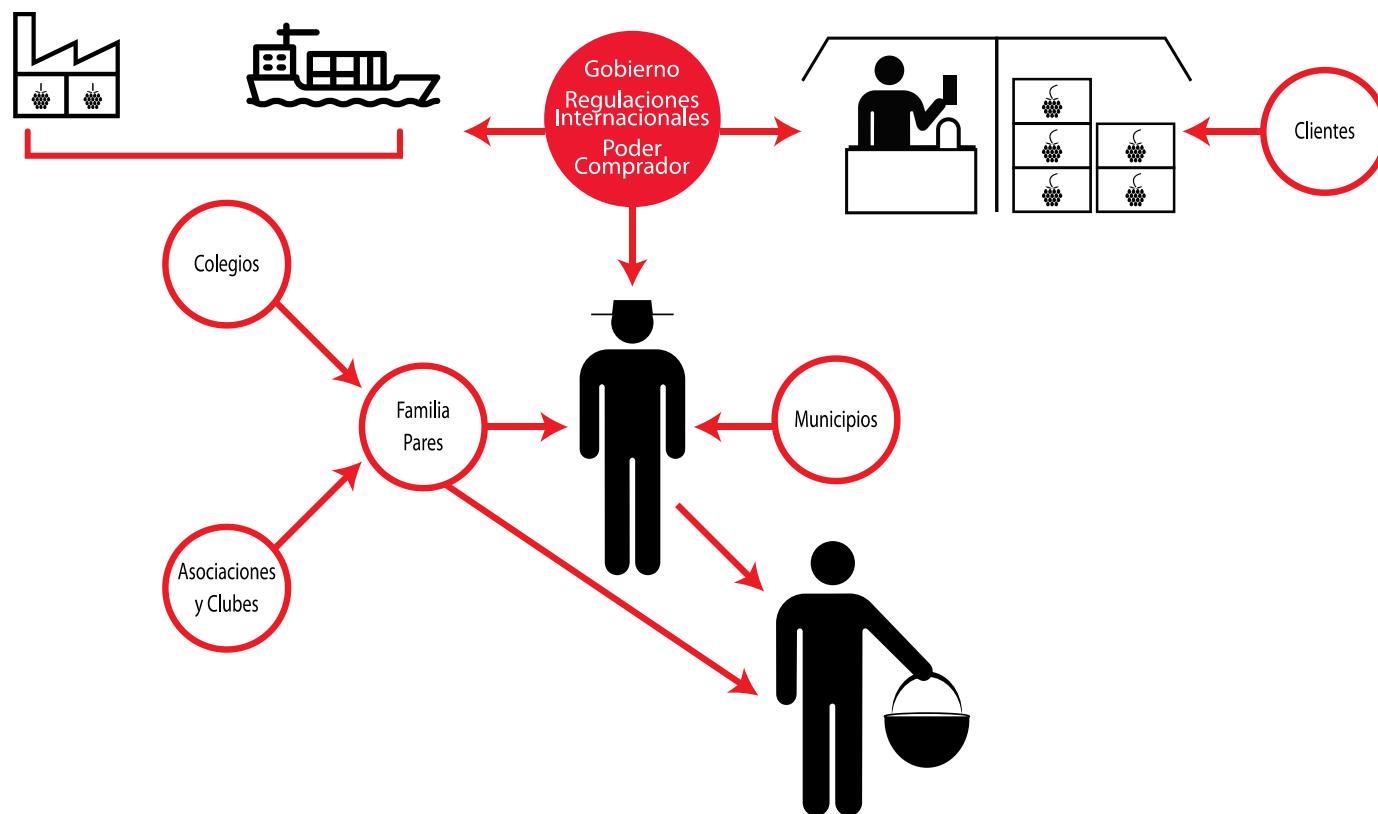 Gobierno
Regulaciones
Internacionales
Poder
Comprador
Clientes
Colegios
Familia
Pares
Municipios
Asociaciones
y Clubes